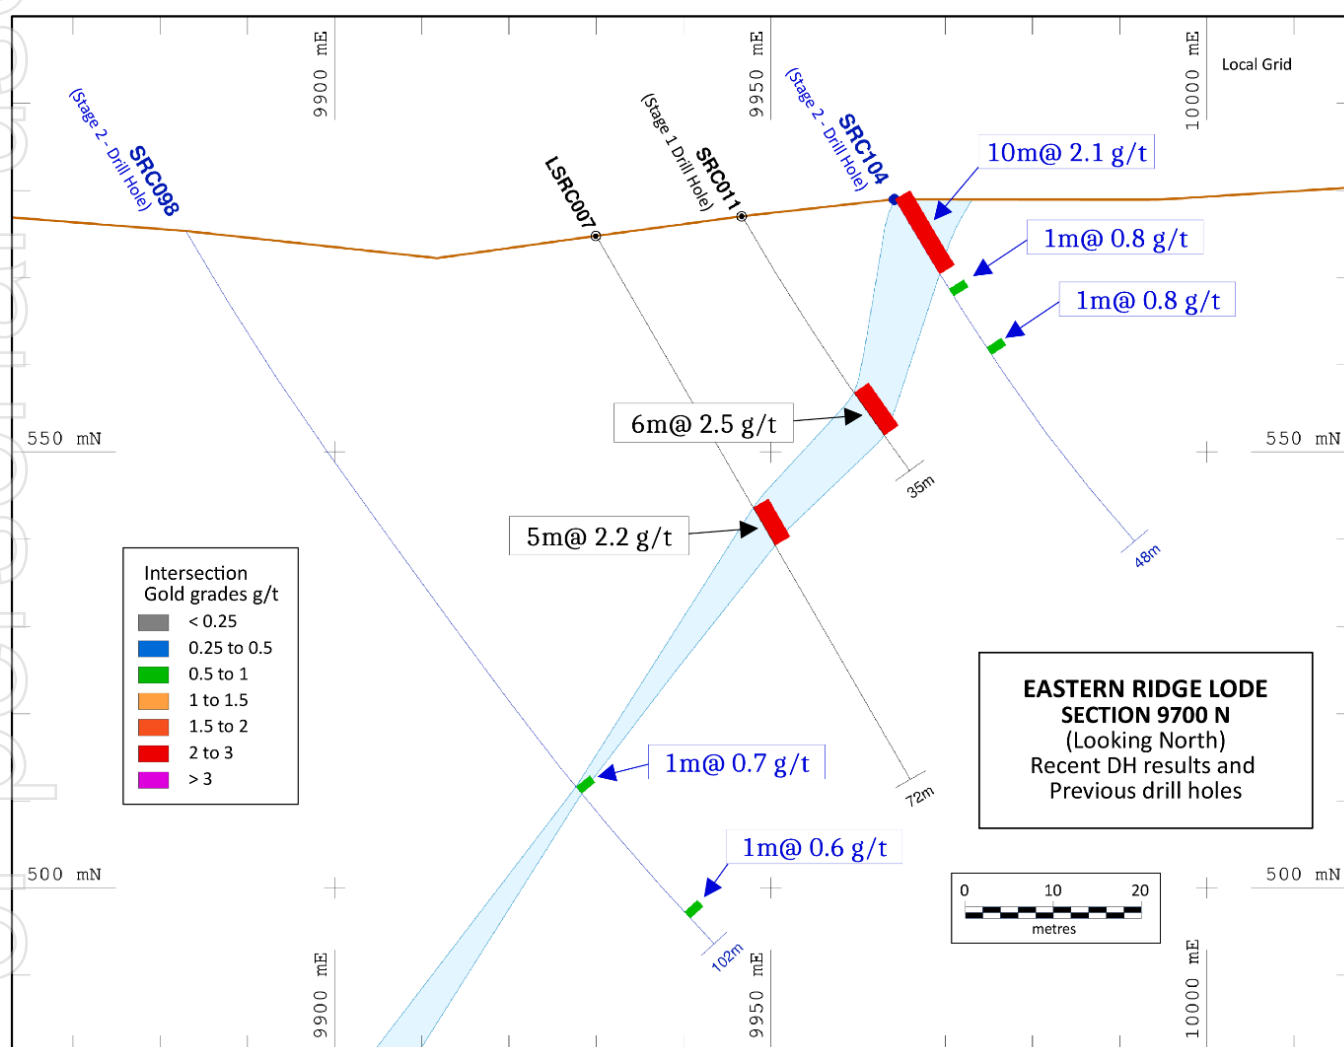 9900 mE
9950 mE
10000 mE
Local Grid
SRC098
(Stage 2 - Drill Hole)
LSRC007
SRC011
(Stage 1 Drill Hole)
SRC104
(Stage 2 - Drill Hole)
10m@ 2.1 g/t
1m@ 0.8 g/t
1m@ 0.8 g/t
6m@ 2.5 g/t
550 mN
550 mN
35m
5m@ 2.2 g/t
48m
Intersection
Gold grades g/t
< 0.25
0.25 to 0.5
0.5 to 1
1 to 1.5
1.5 to 2
2 to 3
> 3
EASTERN RIDGE LODE
SECTION 9700 N
(Looking North)
Recent DH results and
Previous drill holes
1m@ 0.7 g/t
72m
1m@ 0.6 g/t
500 mN
500 mN
0 10 20
metres
102m
9900 mE
9950 mE
10000 mE